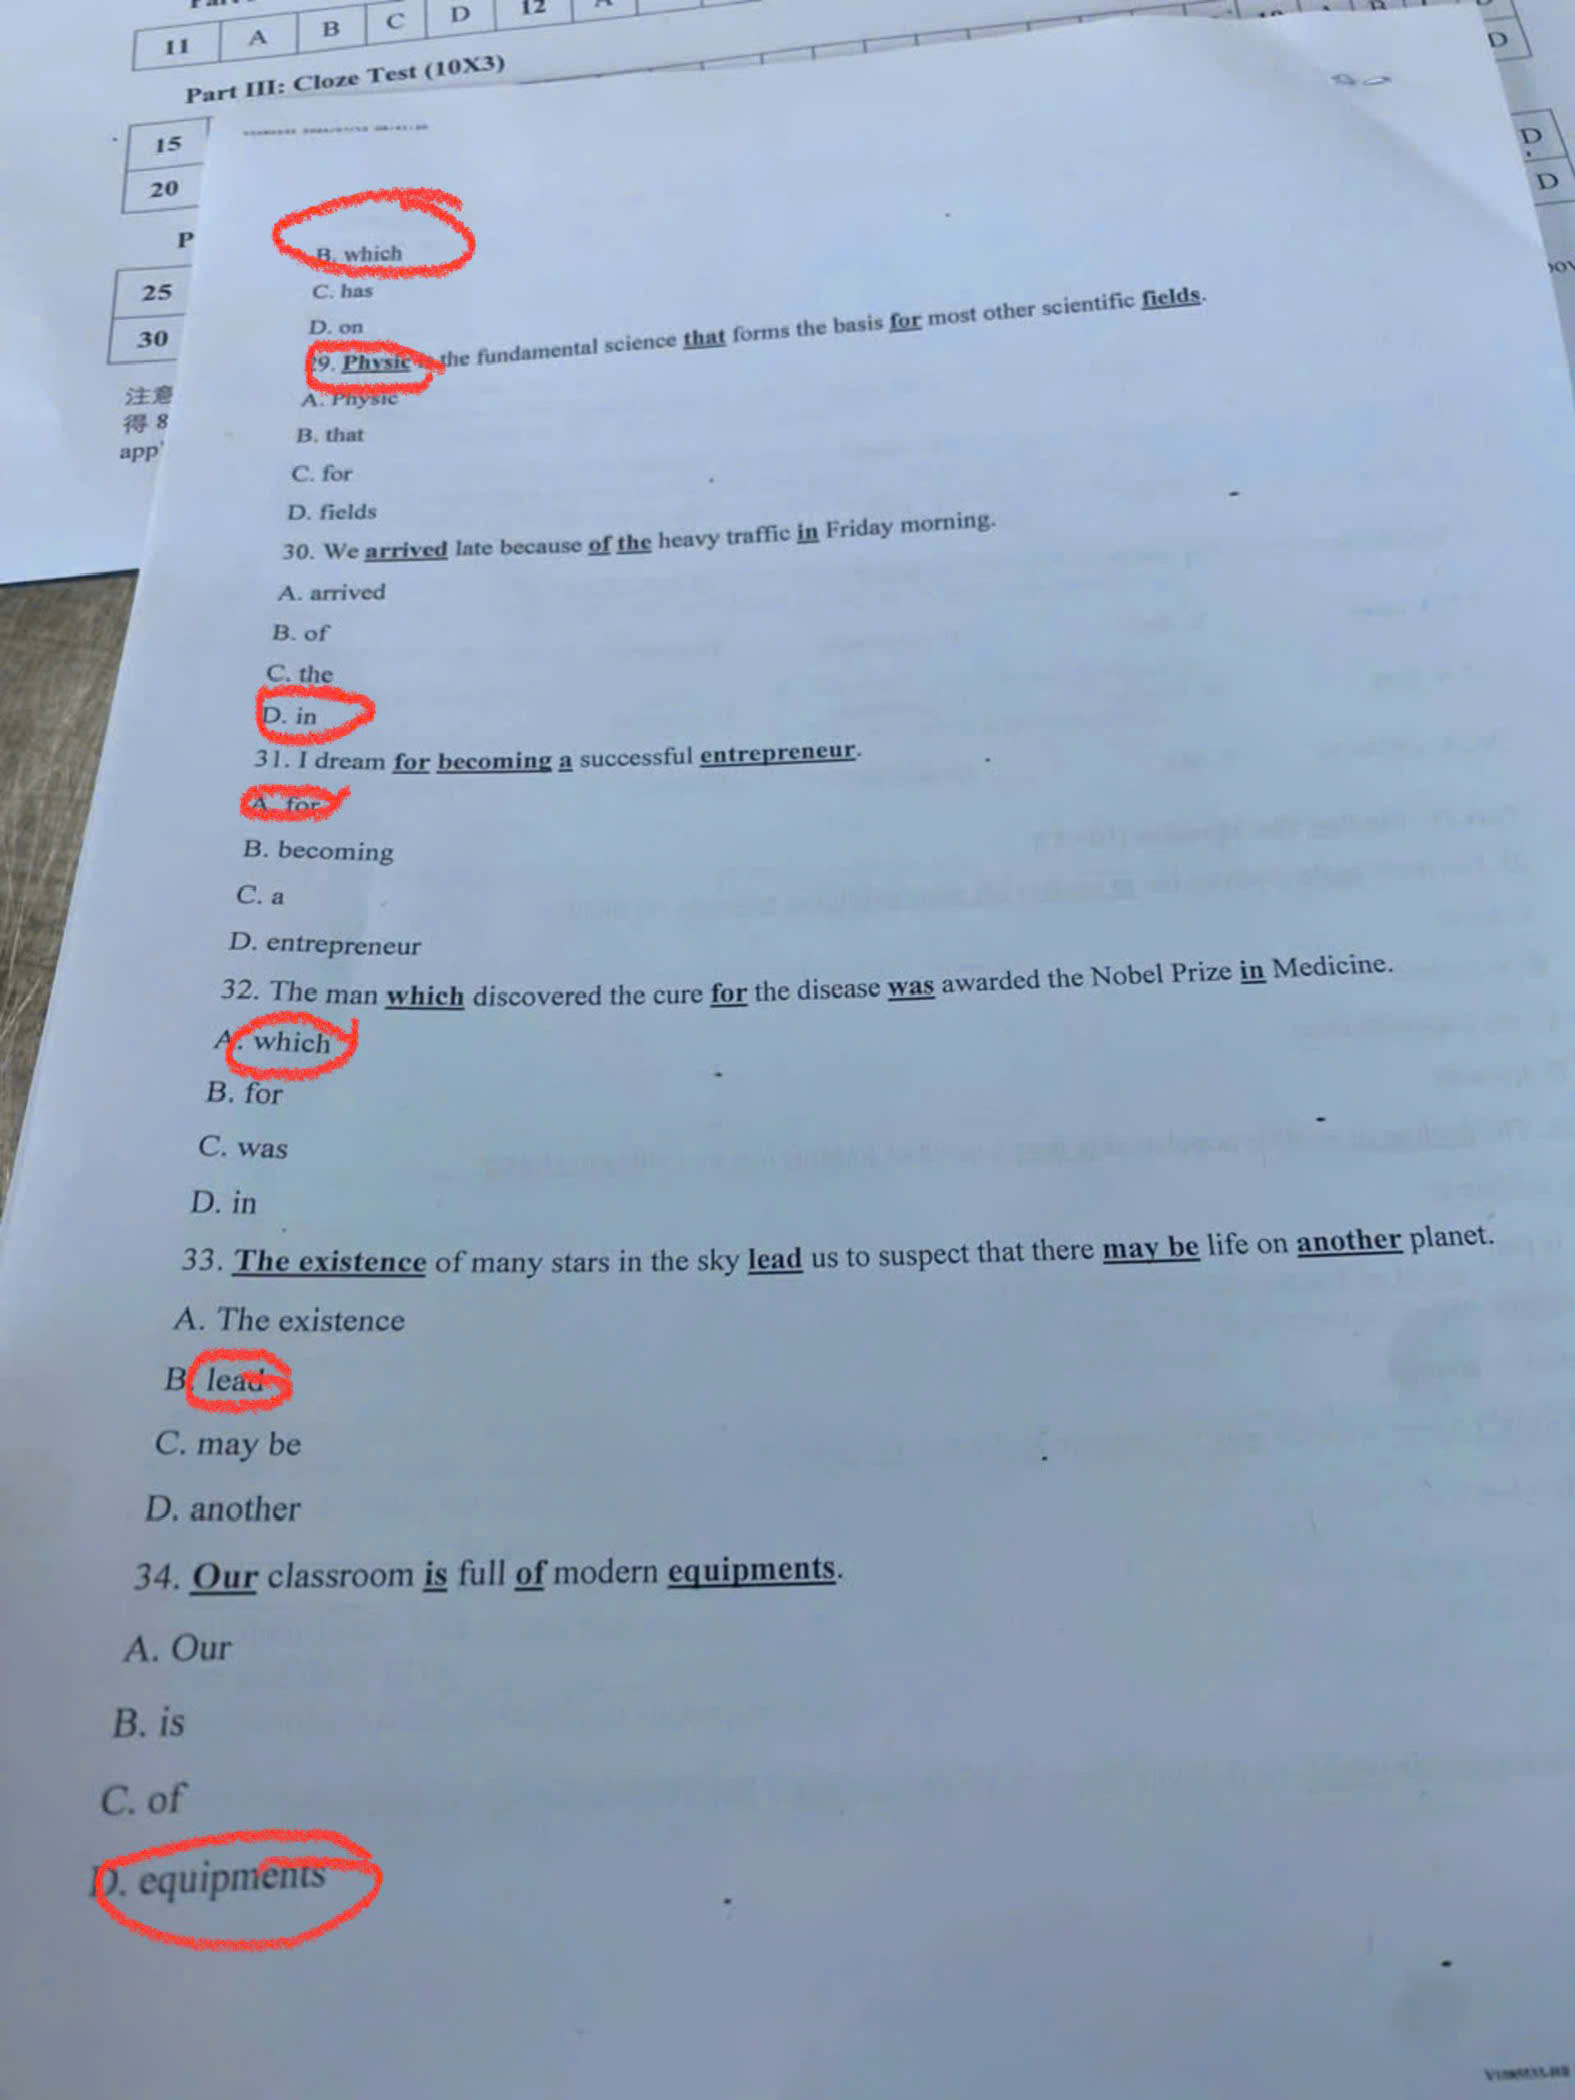 11 A B C D 12
Part III: Cloze Test (10X3)
15
20
P
25
30
注意
得 8
app
D
D
D
B. which
C. has
D. on
9. Physic the fundamental science that forms the basis for most other scientific fields.
A. Physic
B. that
C. for
D. fields
30. We arrived late because of the heavy traffic in Friday morning.
A. arrived
B. of
C. the
D. in
31. I dream for becoming a successful entrepreneur.
A. for
B. becoming
C. a
D. entrepreneur
32. The man which discovered the cure for the disease was awarded the Nobel Prize in Medicine.
A. which
B. for
C. was
D. in
33. The existence of many stars in the sky lead us to suspect that there may be life on another planet.
A. The existence
B. lead
C. may be
D. another
34. Our classroom is full of modern equipments.
A. Our
B. is
C. of
D. equipments